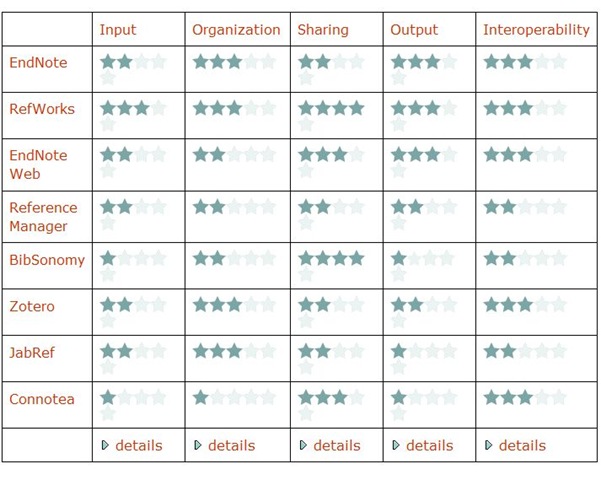 Input Organization Sharing Output Interoperability
EndNote
RefWorks
EndNote
Web
Reference
Manager
BibSonomy
Zotero
JabRef
Connotea
details details details details details